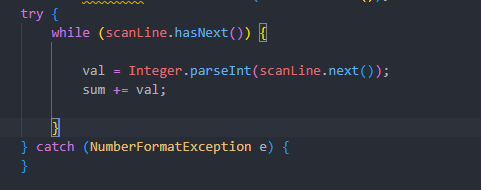 try {
    while (scanLine.hasNext()) {
        val = Integer.parseInt(scanLine.next());
        sum += val;
    }
} catch (NumberFormatException e) {
}